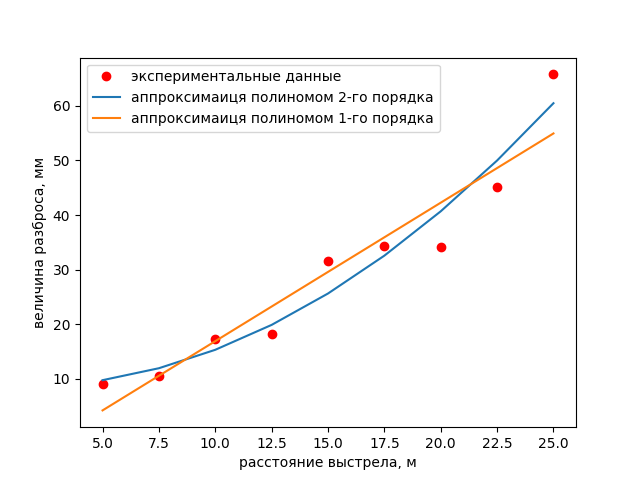 экспериментальные данные
аппроксимаиця полиномом 2-го порядка
аппроксимаиця полиномом 1-го порядка
60
50
40
30
20
10
величина разброса, мм
5.0 7.5 10.0 12.5 15.0 17.5 20.0 22.5 25.0
расстояние выстрела, м